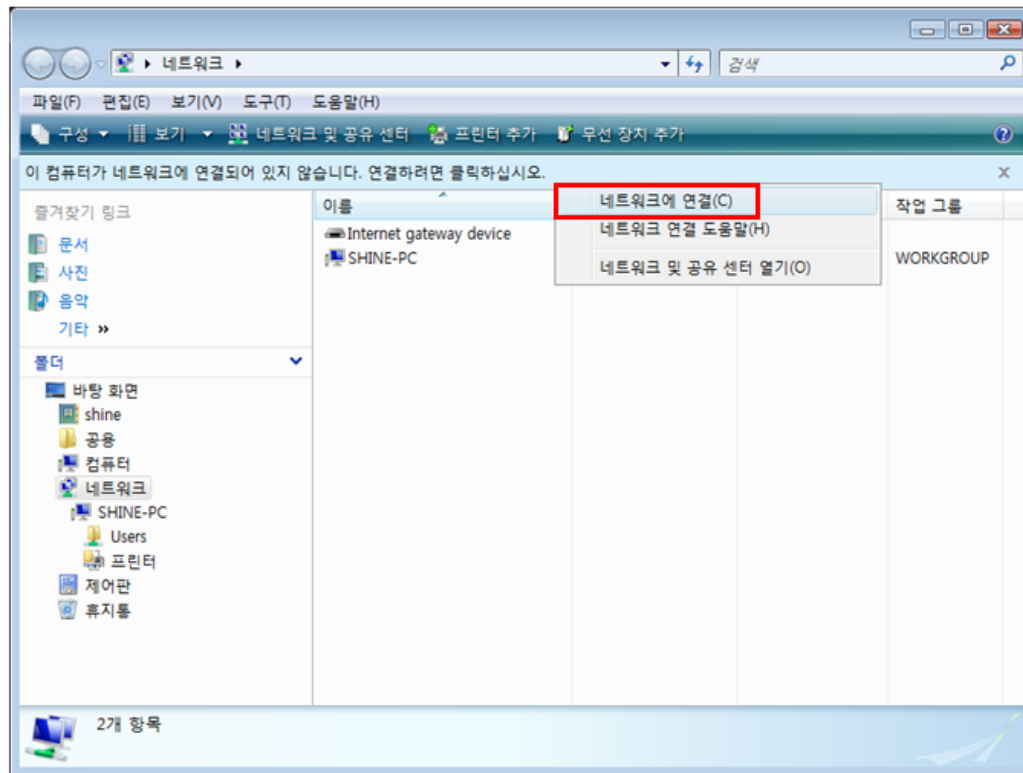 네트워크
검색
파일(F) 편집(E) 보기(V) 도구(T) 도움말(H)
구성 보기 네트워크 및 공유 센터 프린터 추가 무선 장치 추가
이 컴퓨터가 네트워크에 연결되어 있지 않습니다. 연결하려면 클릭하십시오.
네트워크에 연결(C)
네트워크 연결 도움말(H)
네트워크 및 공유 센터 열기(O)
즐겨찾기 링크
문서
사진
음악
기타 »
폴더
바탕 화면
shine
공용
컴퓨터
네트워크
SHINE-PC
Users
프린터
제어판
휴지통
이름 작업 그룹
Internet gateway device
SHINE-PC WORKGROUP
2개 항목